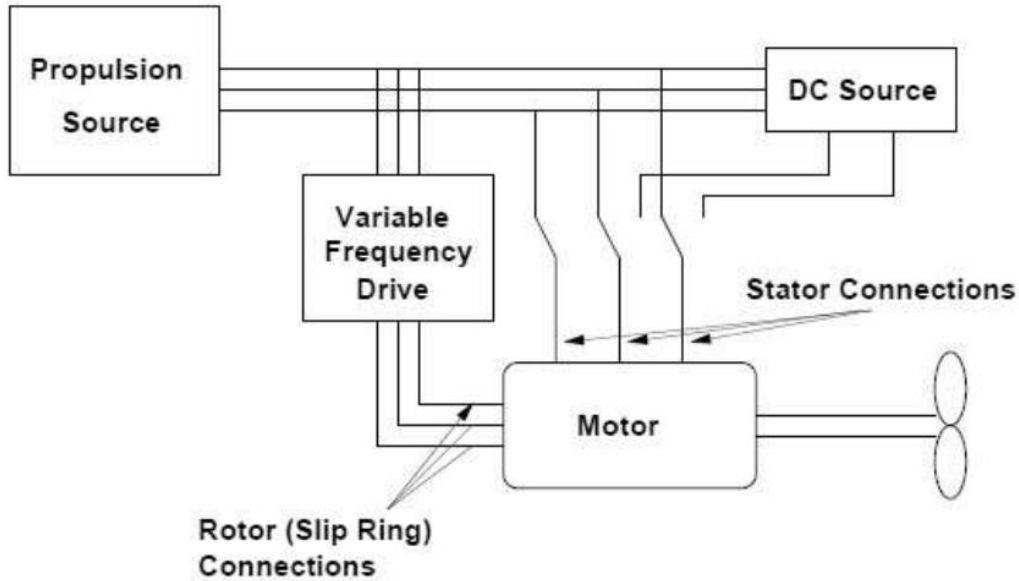 Propulsion
Source
DC Source
Variable
Frequency
Drive
Stator Connections
Motor
Rotor (Slip Ring)
Connections